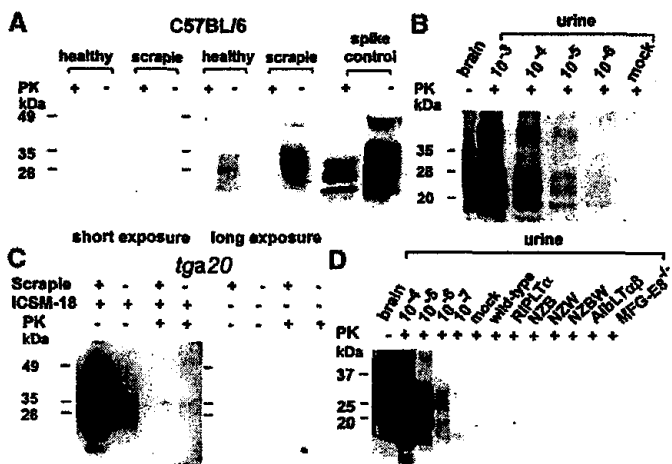 A C57BL/6
healthy scrapie healthy scrapie spike control
PK + - + - + - + - + -
kDa
49
35
28
short exposure long exposure
B urine
brain 10-3 10-4 10-5 10-6 mock
PK - + + + + +
kDa
35
28
20
C tga20
Scrapie + - + - + - + -
ICSM-18 + + + + - - - -
PK - - + + - - + +
kDa
49
35
28
D urine
brain 10-4 10-5 10-6 10-7 mock wild-type RIPLTα NZB NZW NZBW AlbLTαβ MFG-E8-/-
PK - + + + + + + + + + + + +
kDa
37
25
20